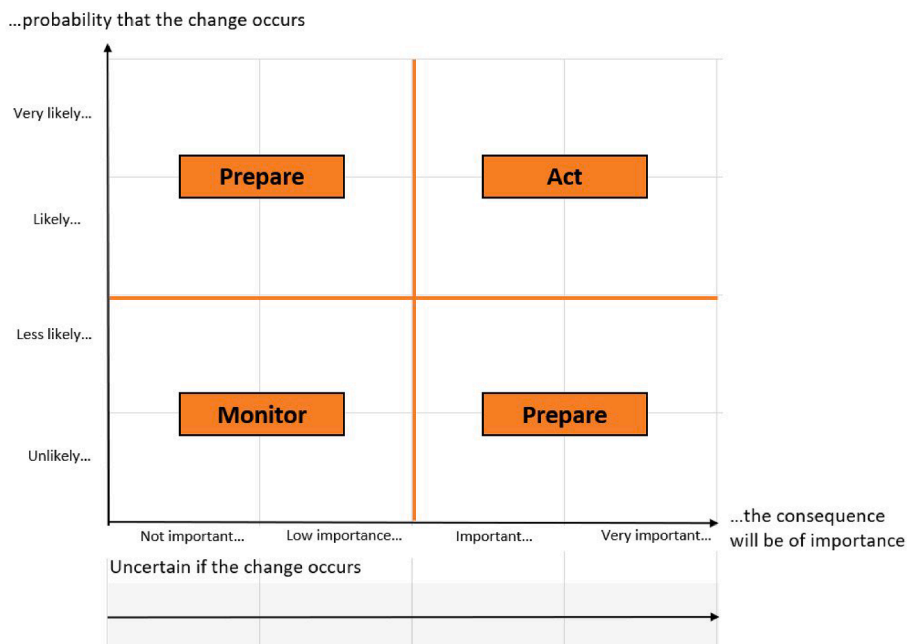 ...probability that the change occurs
Very likely...
Prepare
Act
Likely...
Less likely...
Monitor
Prepare
Unlikely...
...the consequence
will be of importance
Not important...
Low importance...
Important...
Very important...
Uncertain if the change occurs